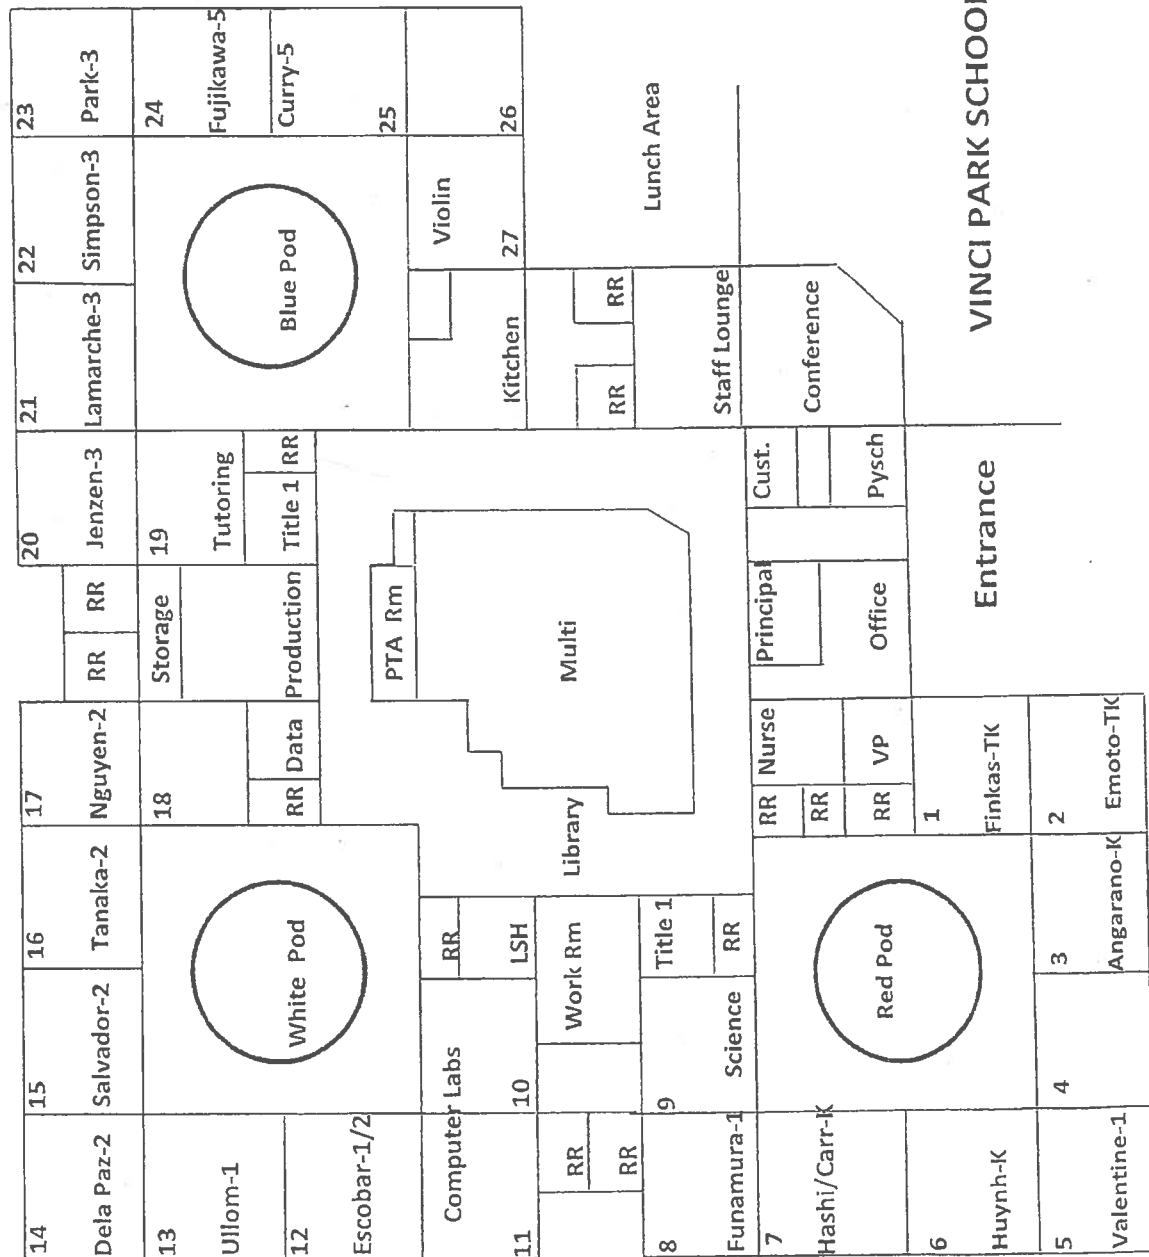 14
Dela Paz-2
15
Salvador-2
16
Tanaka-2
17
Nguyen-2
RR
RR
20
Jenzen-3
21
Lamarche-3
22
Simpson-3
23
Park-3
13
Ullom-1
12
Escobar-1/2
White Pod
18
RR
Data
Storage
Production
19
Tutoring
Title 1
RR
Blue Pod
24
Fujikawa-5
Curry-5
25
26
Computer Labs
11
10
RR
LSH
Library
PTA Rm
Multi
Kitchen
Violin
27
RR
RR
Work Rm
RR
RR
Staff Lounge
Lunch Area
8
Funamura-1
9
Science
Title 1
RR
7
Hashi/Carr-K
6
Huynh-K
5
Valentine-1
Red Pod
4
3
Angarano-K
RR
RR
RR
Nurse
VP
1
Finkas-TK
2
Emoto-TK
Principal
Office
Cust.
Pysch
Conference
Entrance
VINCI PARK SCHOOL